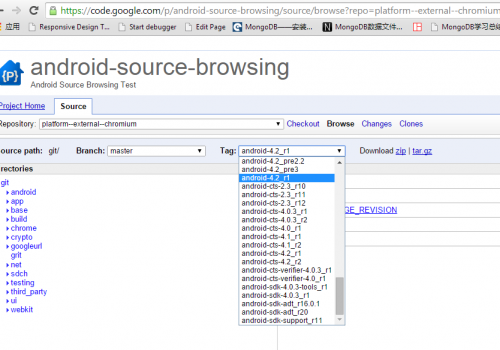 https://code.google.com/p/android-source-browsing/source/browse?repo=platform--external--chromium
应用 Responsive Design T... Start debugger Edit Page MongoDB——安装... MongoDB数据文件... MongoDB学习总结
{P} android-source-browsing
Android Source Browsing Test
Project Home Source
Repository: platform--external--chromium Checkout Browse Changes Clones
ource path: git/ Branch: master Tag: android-4.2_r1 Download zip | tar.gz
rectories
git
android
app
base
build
chrome
crypto
googleurl
grit
net
sdch
testing
third_party
ui
webkit
android-4.2_pre2.2
android-4.2_pre3
android-4.2_r1
android-cts-2.3_r10
android-cts-2.3_r11
android-cts-2.3_r12
android-cts-4.0.3_r1
android-cts-4.0.3_r2
android-cts-4.0_r1
android-cts-4.1_r1
android-cts-4.1_r2
android-cts-4.2_r1
android-cts-4.2_r2
android-cts-verifier-4.0.3_r1
android-cts-verifier-4.0_r1
android-sdk-4.0.3-tools_r1
android-sdk-4.0.3_r1
android-sdk-adt_r16.0.1
android-sdk-adt_r20
android-sdk-support_r11
GE_REVISION